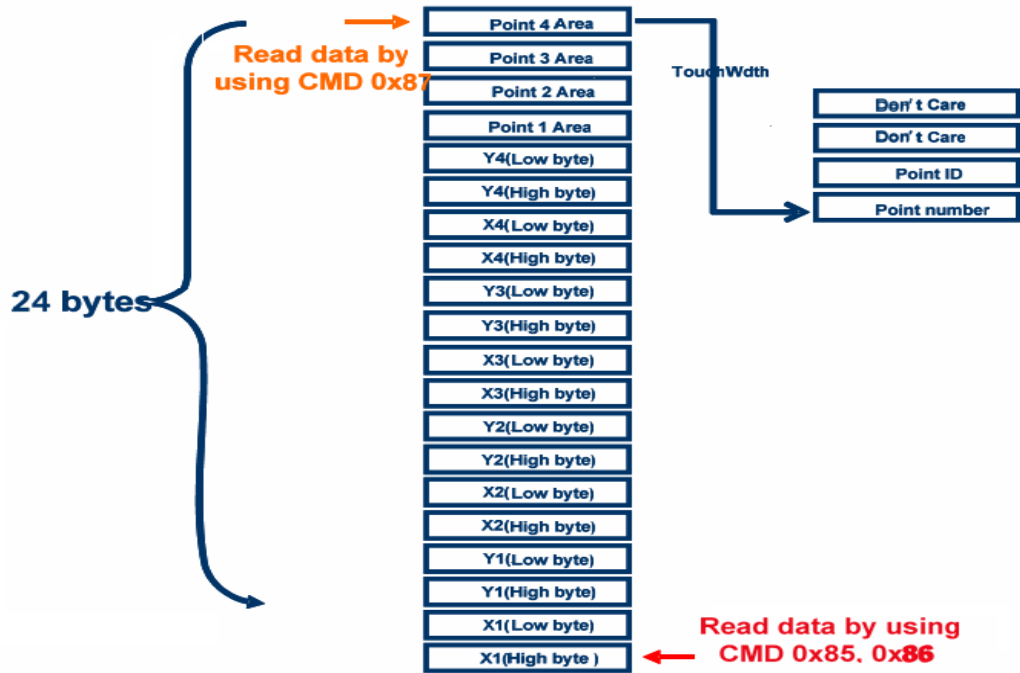 Point 4 Area
Read data by
using CMD 0x87
Point 3 Area
Point 2 Area
Point 1 Area
Y4(Low byte)
Y4(High byte)
X4(Low byte)
X4(High byte)
Y3(Low byte)
Y3(High byte)
X3(Low byte)
X3(High byte)
Y2(Low byte)
Y2(High byte)
X2(Low byte)
X2(High byte)
Y1(Low byte)
Y1(High byte)
X1(Low byte)
X1(High byte )
24 bytes
TouchWdth
Don't Care
Don't Care
Point ID
Point number
Read data by using
CMD 0x85, 0x86